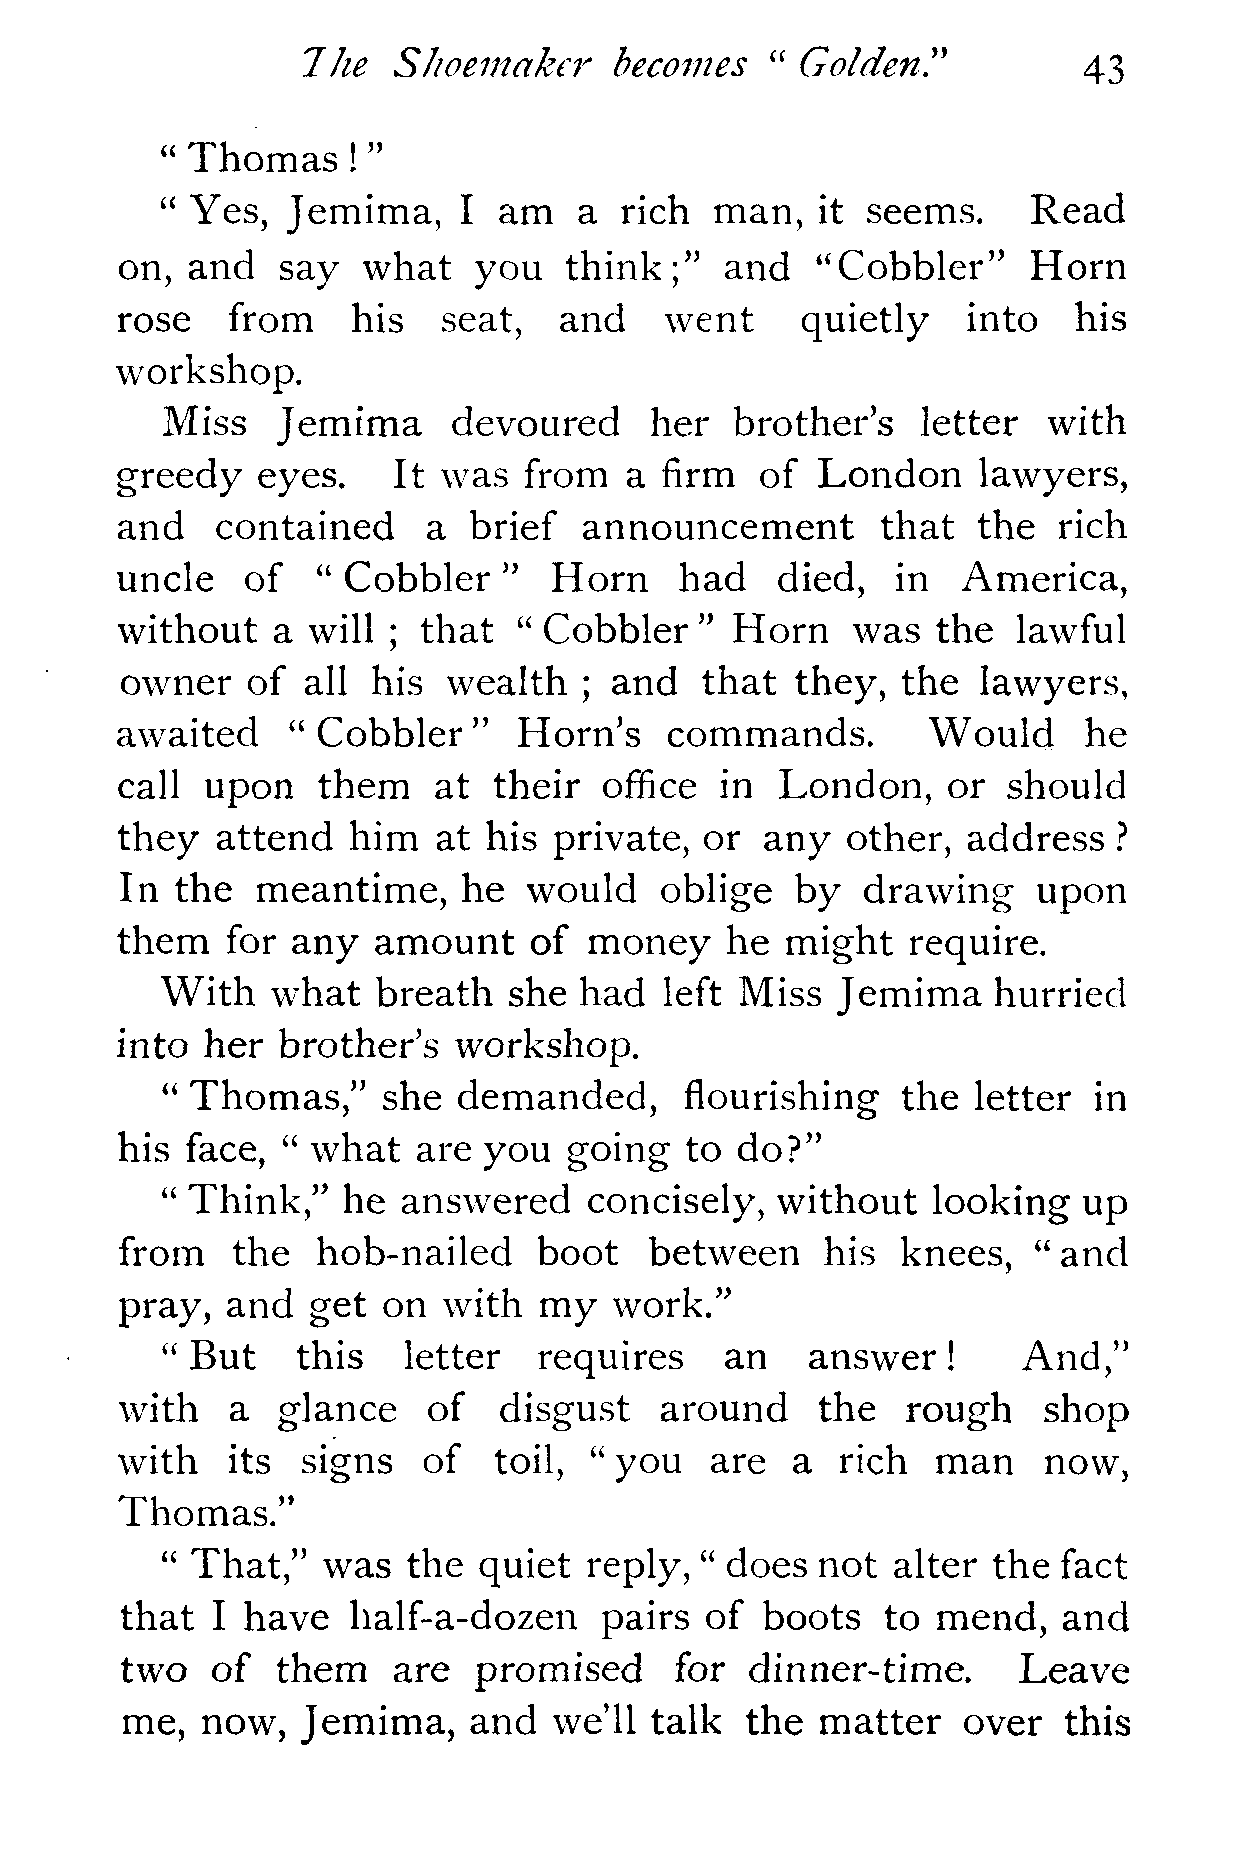 The Shoemaker becomes " Golden." 43
" Thomas ! "
" Yes, Jemima, I am a rich man, it seems. Read
on, and say what you think ;" and "Cobbler" Horn
rose from his seat, and went quietly into his
workshop.
Miss Jemima devoured her brother's letter with
greedy eyes. It was from a firm of London lawyers,
and contained a brief announcement that the rich
uncle of " Cobbler " Horn had died, in America,
without a will ; that " Cobbler " Horn was the lawful
owner of all his wealth ; and that they, the lawyers,
awaited " Cobbler " Horn's commands. Would he
call upon them at their office in London, or should
they attend him at his private, or any other, address ?
In the meantime, he would oblige by drawing upon
them for any amount of money he might require.
With what breath she had left Miss Jemima hurried
into her brother's workshop.
" Thomas," she demanded, flourishing the letter in
his face, " what are you going to do?"
" Think," he answered concisely, without looking up
from the hob-nailed boot between his knees, " and
pray, and get on with my work."
" But this letter requires an answer ! And,"
with a glance of disgust around the rough shop
with its signs of toil, " you are a rich man now,
Thomas."
" That," was the quiet reply, " does not alter the fact
that I have half-a-dozen pairs of boots to mend, and
two of them are promised for dinner-time. Leave
me, now, Jemima, and we'll talk the matter over this